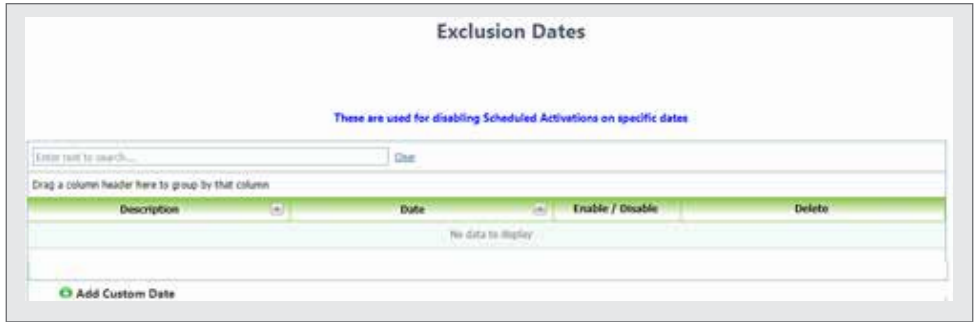 Exclusion Dates
These are used for disabling Scheduled Activations on specific dates
Enter text to search... Clear
Drag a column header here to group by that column
Description Date Enable / Disable Delete
No data to display
Add Custom Date